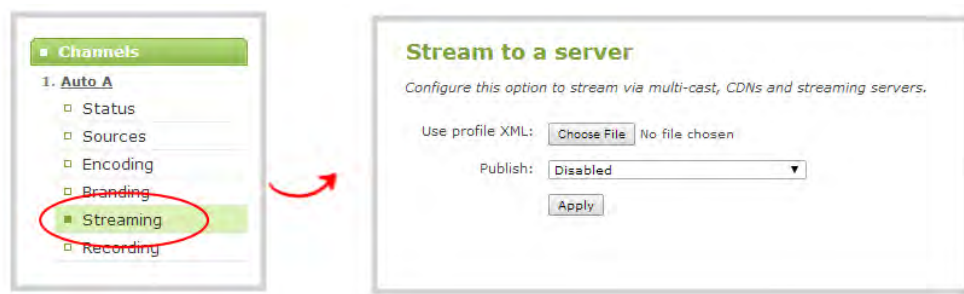 Channels
1. Auto A
Status
Sources
Encoding
Branding
Streaming
Recording
Stream to a server
Configure this option to stream via multi-cast, CDNs and streaming servers.
Use profile XML: Choose File No file chosen
Publish: Disabled
Apply